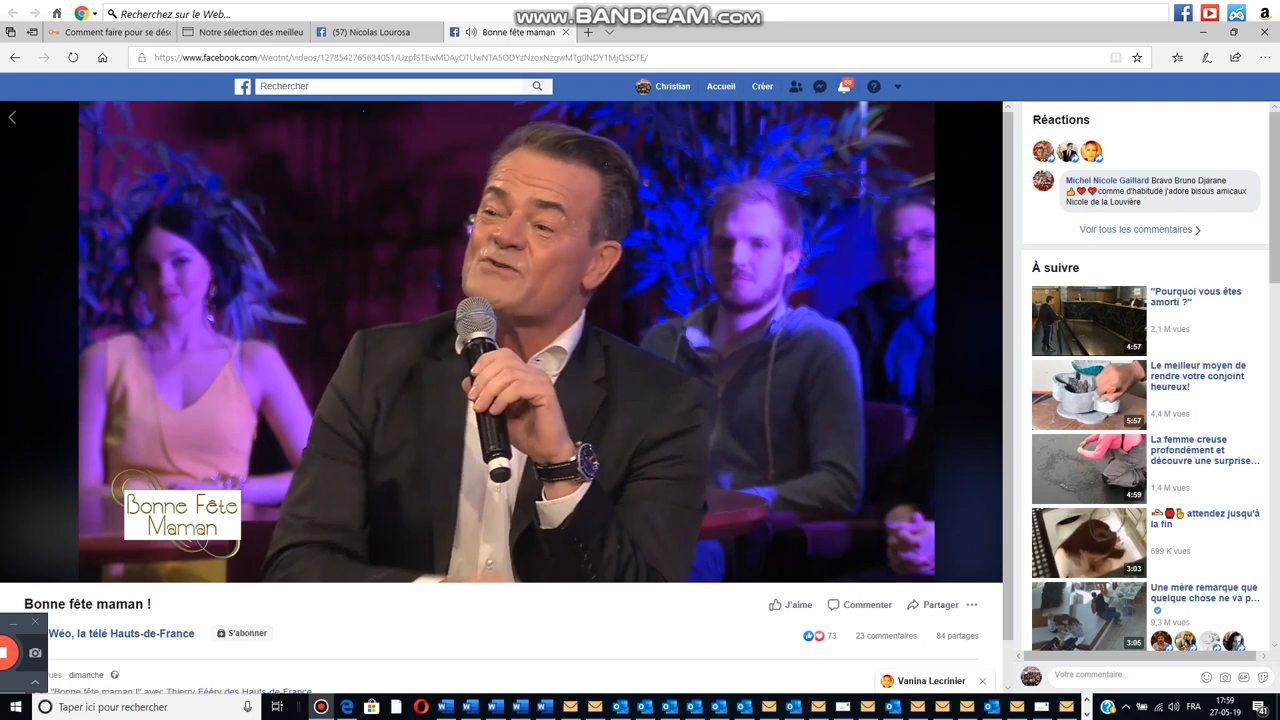 Recherchez sur le Web...
www.BANDICAM.com
Comment faire pour se dés
Notre sélection des meilleu
(57) Nicolas Lourosa
Bonne fête maman
https://www.facebook.com/Weotnt/videos/1278542765634051/UzpfSTEwMDAyOTUwNTA5ODYzNzoxNzgwMTg0NDY1MjQ5OTE/
Rechercher
Christian Accueil Créer
58
Réactions
Michel Nicole Gaillard Bravo Bruno Djarane
👍❤️❤️comme d'habitude j'adore bisous amicaux
Nicole de la Louvière
Voir tous les commentaires
À suivre
"Pourquoi vous êtes
amorti ?"
2,1 M vues
4:57
Le meilleur moyen de
rendre votre conjoint
heureux!
4,4 M vues
5:57
La femme creuse
profondément et
découvre une surprise...
1,4 M vues
4:59
attendez jusqu'à
la fin
699 K vues
3:03
Une mère remarque que
quelque chose ne va p...
9,3 M vues
3:05
Bonne Fête
Maman
Bonne fête maman !
J'aime Commenter Partager
Wéo, la télé Hauts-de-France
S'abonner
73
23 commentaires
84 partages
vues · dimanche ·
"Bonne fête maman !" avec Thierry Fééry des Hauts-de-France
Vanina Lecrinier
Votre commentaire...
Taper ici pour rechercher
FRA
17:59
27-05-19